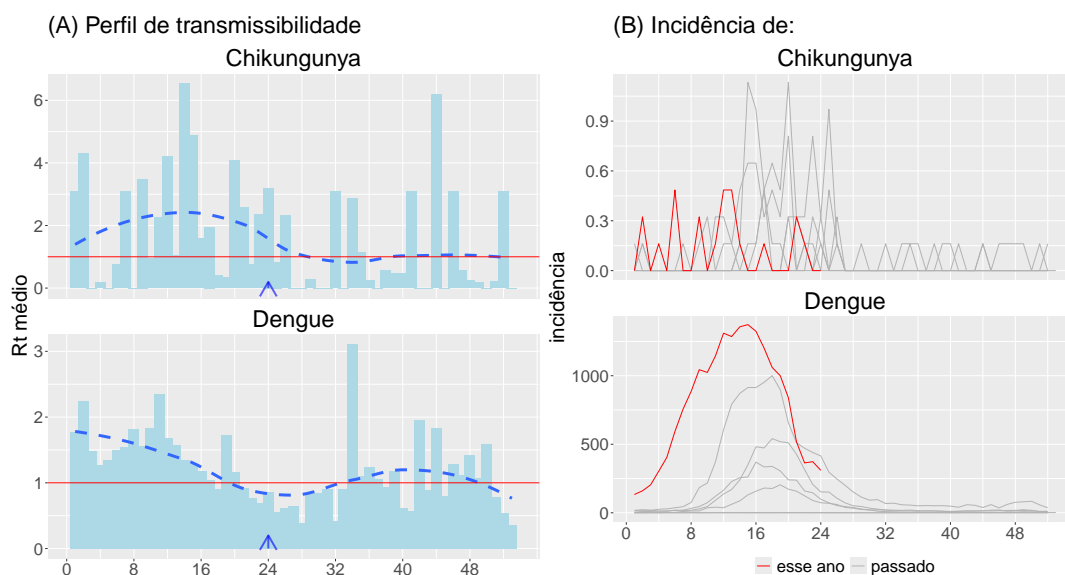 (A) Perfil de transmissibilidade
Chikungunya
6
4
2
0
Dengue
3
2
1
0
0 8 16 24 32 40 48
Rt médio
(B) Incidência de:
Chikungunya
0.9
0.6
0.3
0.0
Dengue
1000
500
0
0 8 16 24 32 40 48
incidência
esse ano passado